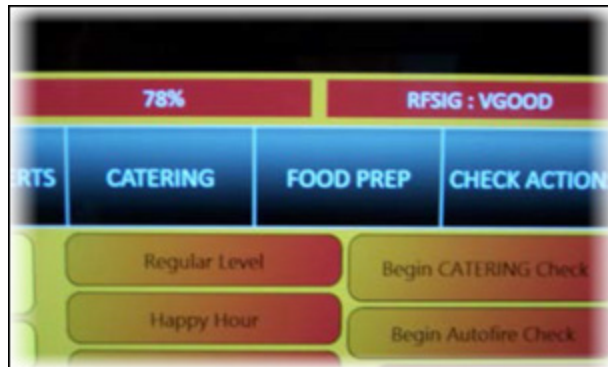 78% RFSIG : VGOOD
RTS CATERING FOOD PREP CHECK ACTION
Regular Level Begin CATERING Check
Happy Hour Begin Autofire Check